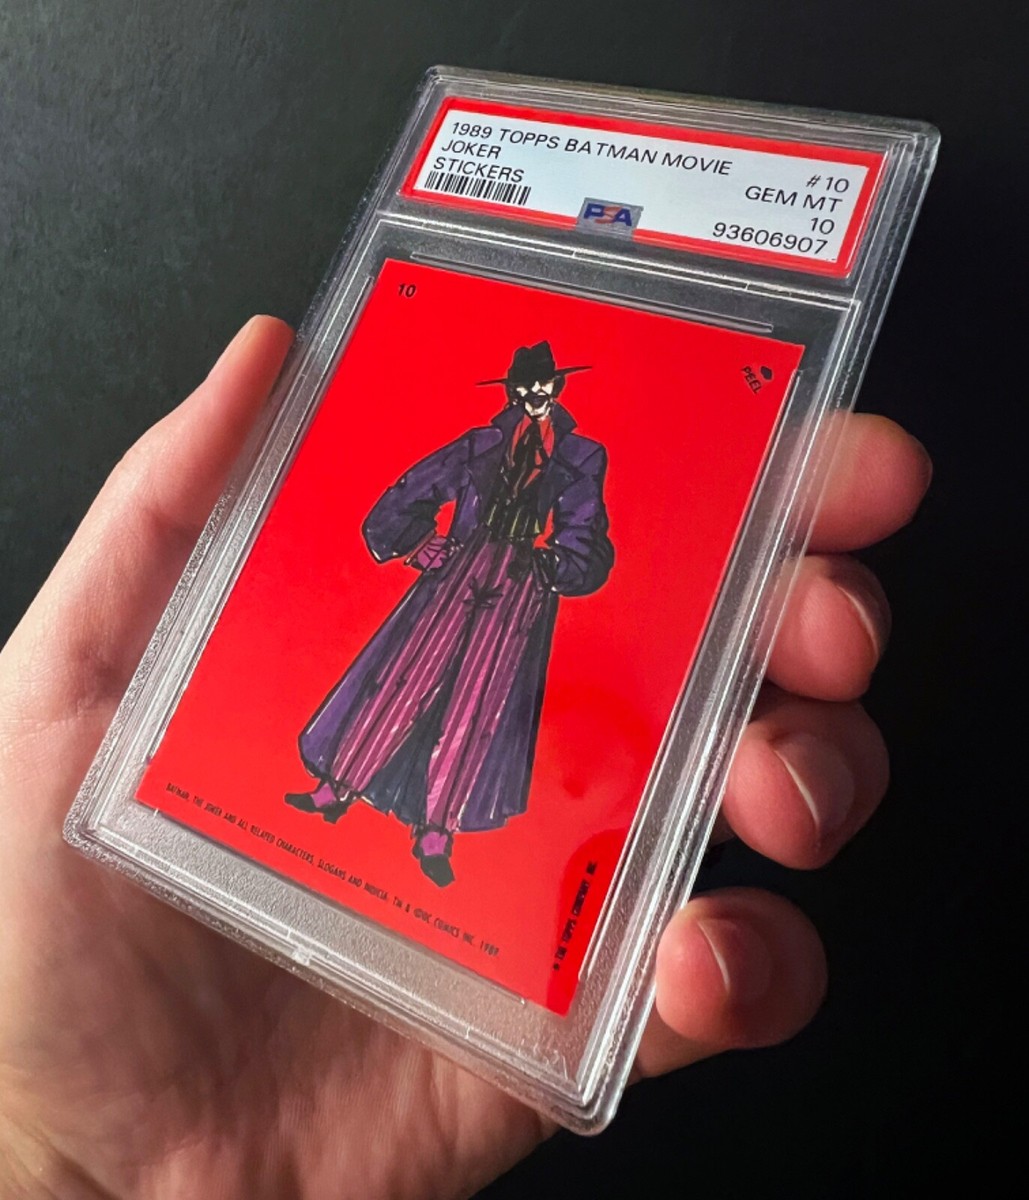 1989 TOPPS BATMAN MOVIE
JOKER
STICKERS
#10
GEM MT
10
93606907
PSA
10
PEEL
BATMAN, THE JOKER AND ALL RELATED CHARACTERS, SLOGANS AND INDICIA: TM & ©DC COMICS INC. 1989.
© THE TOPPS COMPANY, INC.